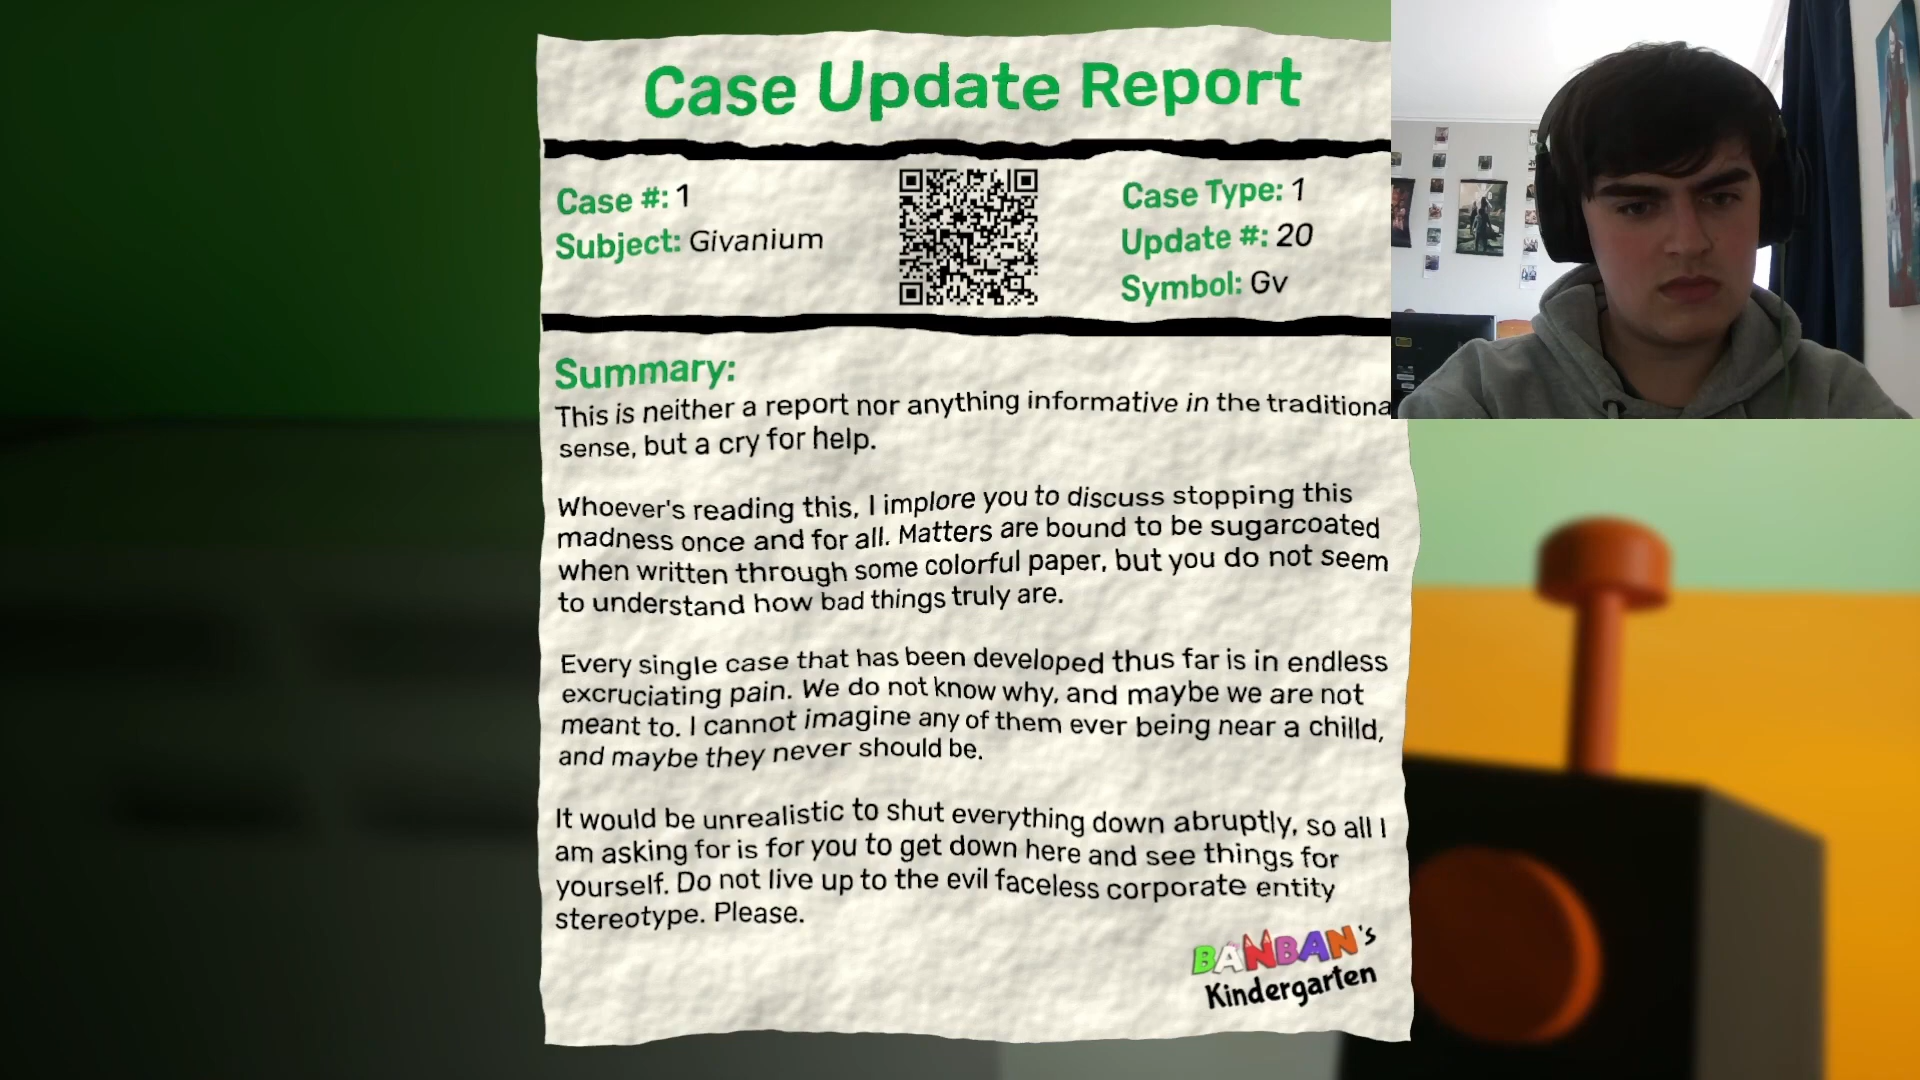 Case Update Report
Case #: 1
Subject: Givanium
Case Type: 1
Update #: 20
Symbol: Gv
Summary:
This is neither a report nor anything informative in the traditiona
sense, but a cry for help.
Whoever's reading this, I implore you to discuss stopping this
madness once and for all. Matters are bound to be sugarcoated
when written through some colorful paper, but you do not seem
to understand how bad things truly are.
Every single case that has been developed thus far is in endless
excruciating pain. We do not know why, and maybe we are not
meant to. I cannot imagine any of them ever being near a chilld,
and maybe they never should be.
It would be unrealistic to shut everything down abruptly, so all I
am asking for is for you to get down here and see things for
yourself. Do not live up to the evil faceless corporate entity
stereotype. Please.
BANBAN's
Kindergarten